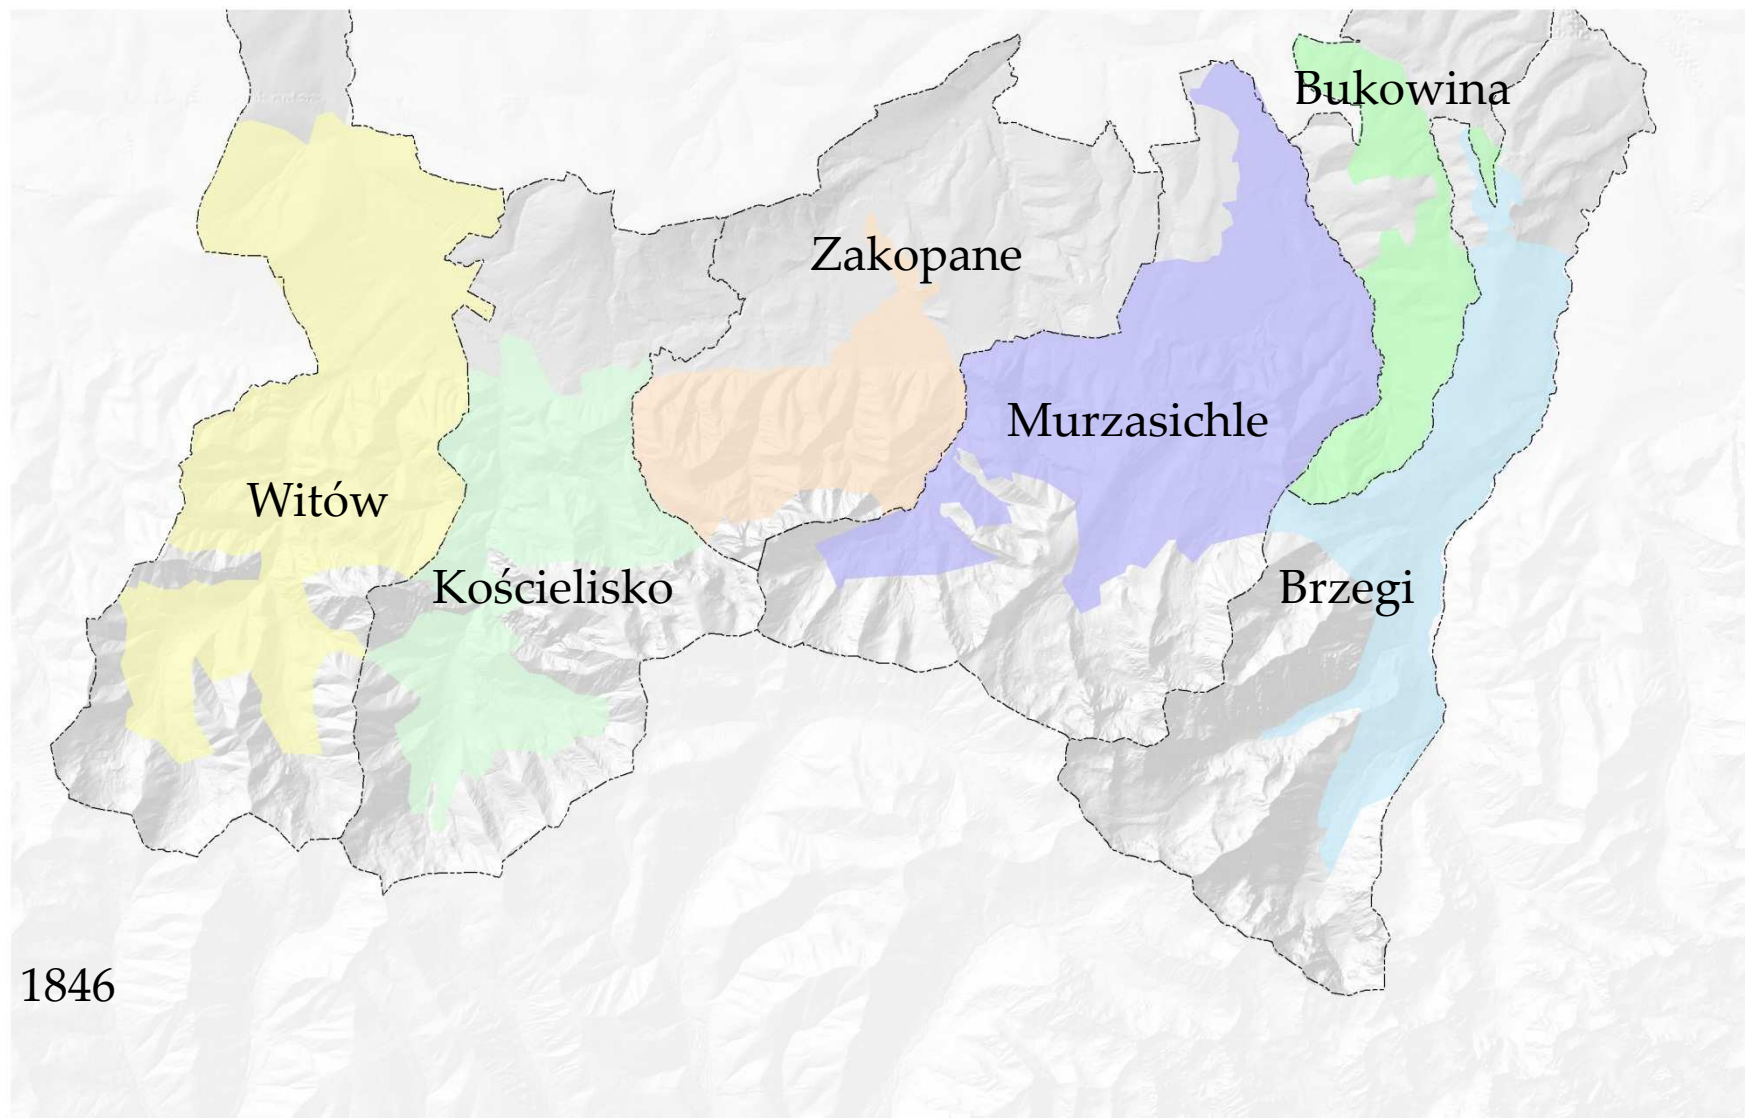 Bukowina
Zakopane
Murzasichle
Witów
Kościelisko
Brzegi
1846